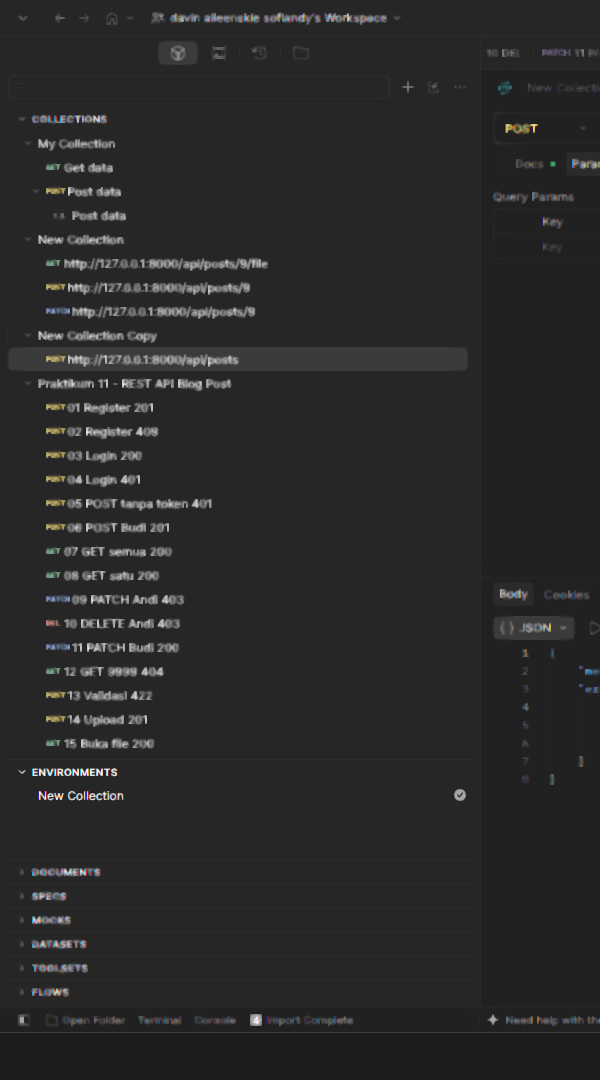 davin aileenskie sofiandy's Workspace
10 DEL
PATCH 11 PA
COLLECTIONS
My Collection
GET Get data
POST Post data
e.g. Post data
New Collection
GET http://127.0.0.1:8000/api/posts/9/file
POST http://127.0.0.1:8000/api/posts/9
PATCH http://127.0.0.1:8000/api/posts/9
New Collection Copy
POST http://127.0.0.1:8000/api/posts
Praktikum 11 - REST API Blog Post
POST 01 Register 201
POST 02 Register 409
POST 03 Login 200
POST 04 Login 401
POST 05 POST tanpa token 401
POST 06 POST Budi 201
GET 07 GET semua 200
GET 08 GET satu 200
PATCH 09 PATCH Andi 403
DEL 10 DELETE Andi 403
PATCH 11 PATCH Budi 200
GET 12 GET 9999 404
POST 13 Validasi 422
POST 14 Upload 201
GET 15 Buka file 200
ENVIRONMENTS
New Collection
DOCUMENTS
SPECS
MOCKS
DATASETS
TOOLSETS
FLOWS
Open Folder Terminal Console 4 Import Complete
New Collecti
POST
Docs Parar
Query Params
Key
Key
Body Cookies
{ } JSON
1 {
2 "me
3
4
5
6
7 }
8 }
Need help with the